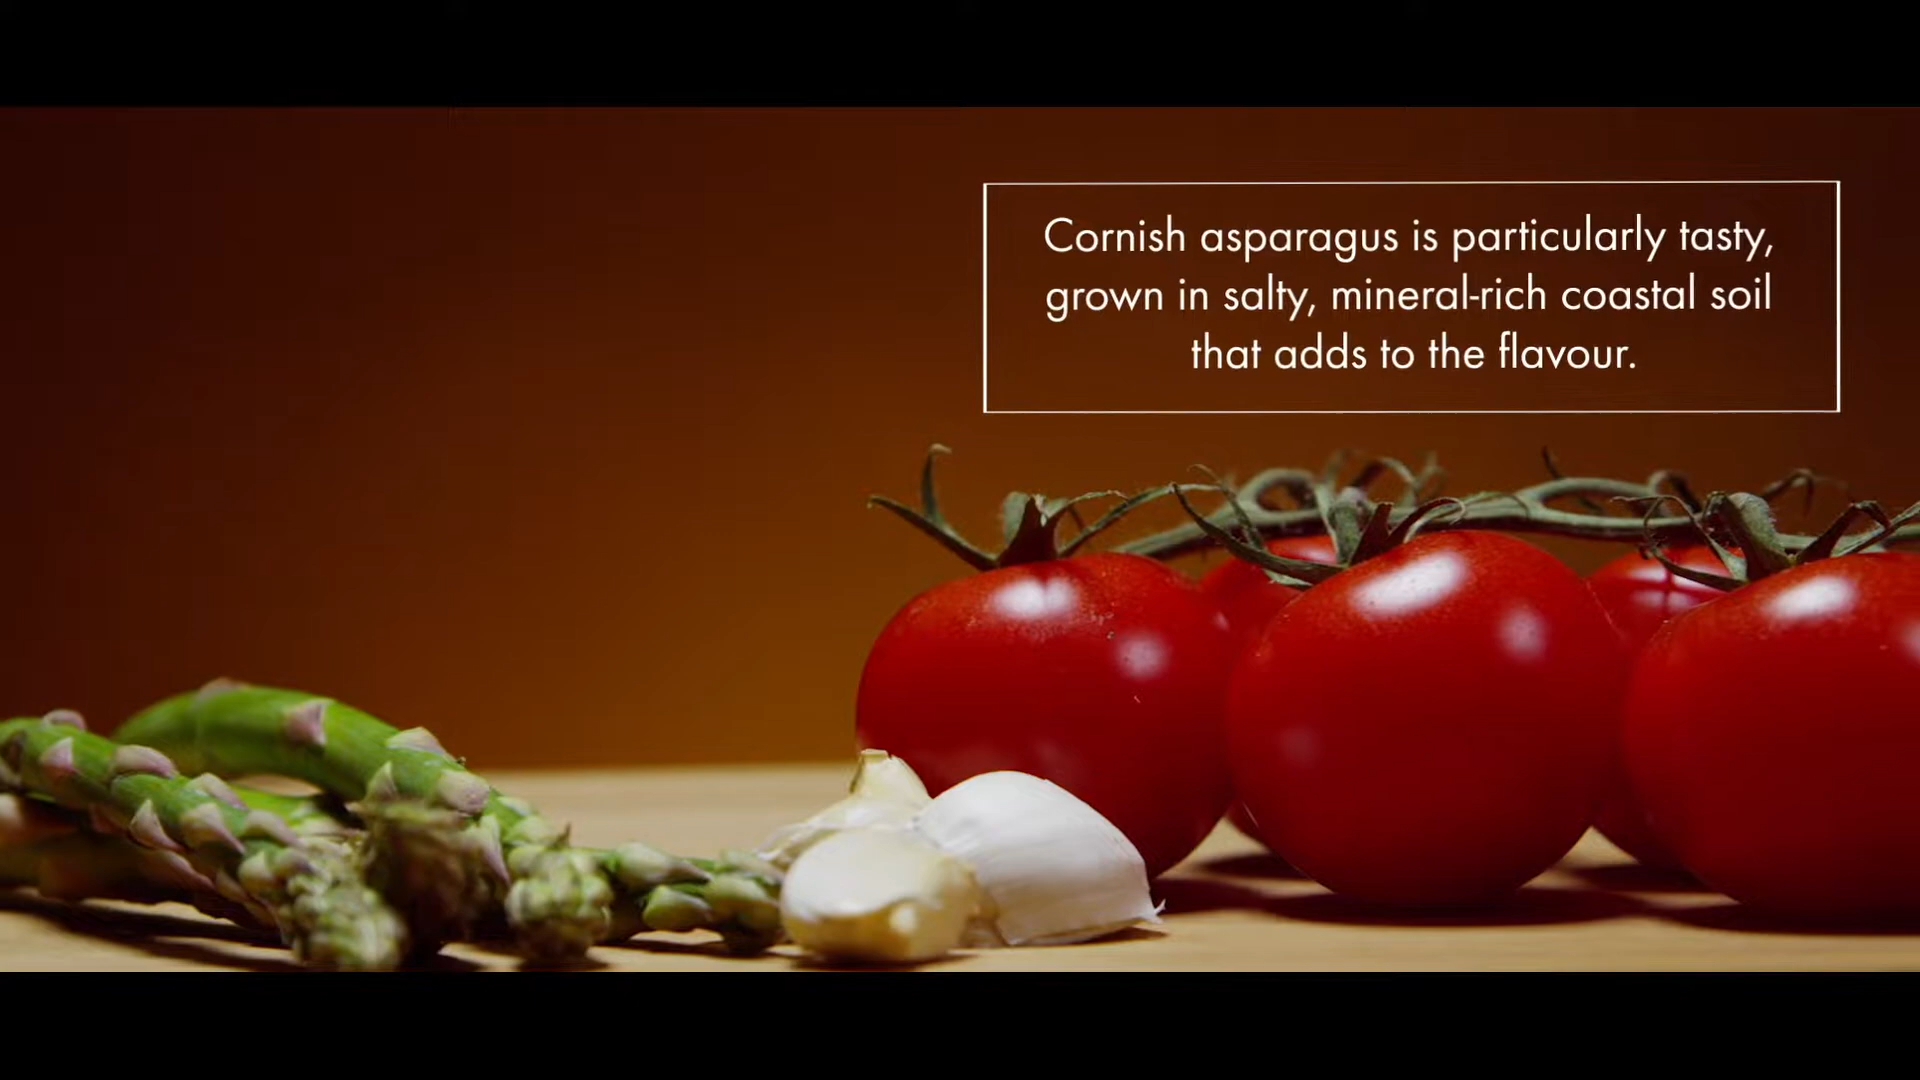 Cornish asparagus is particularly tasty,
grown in salty, mineral-rich coastal soil
that adds to the flavour.